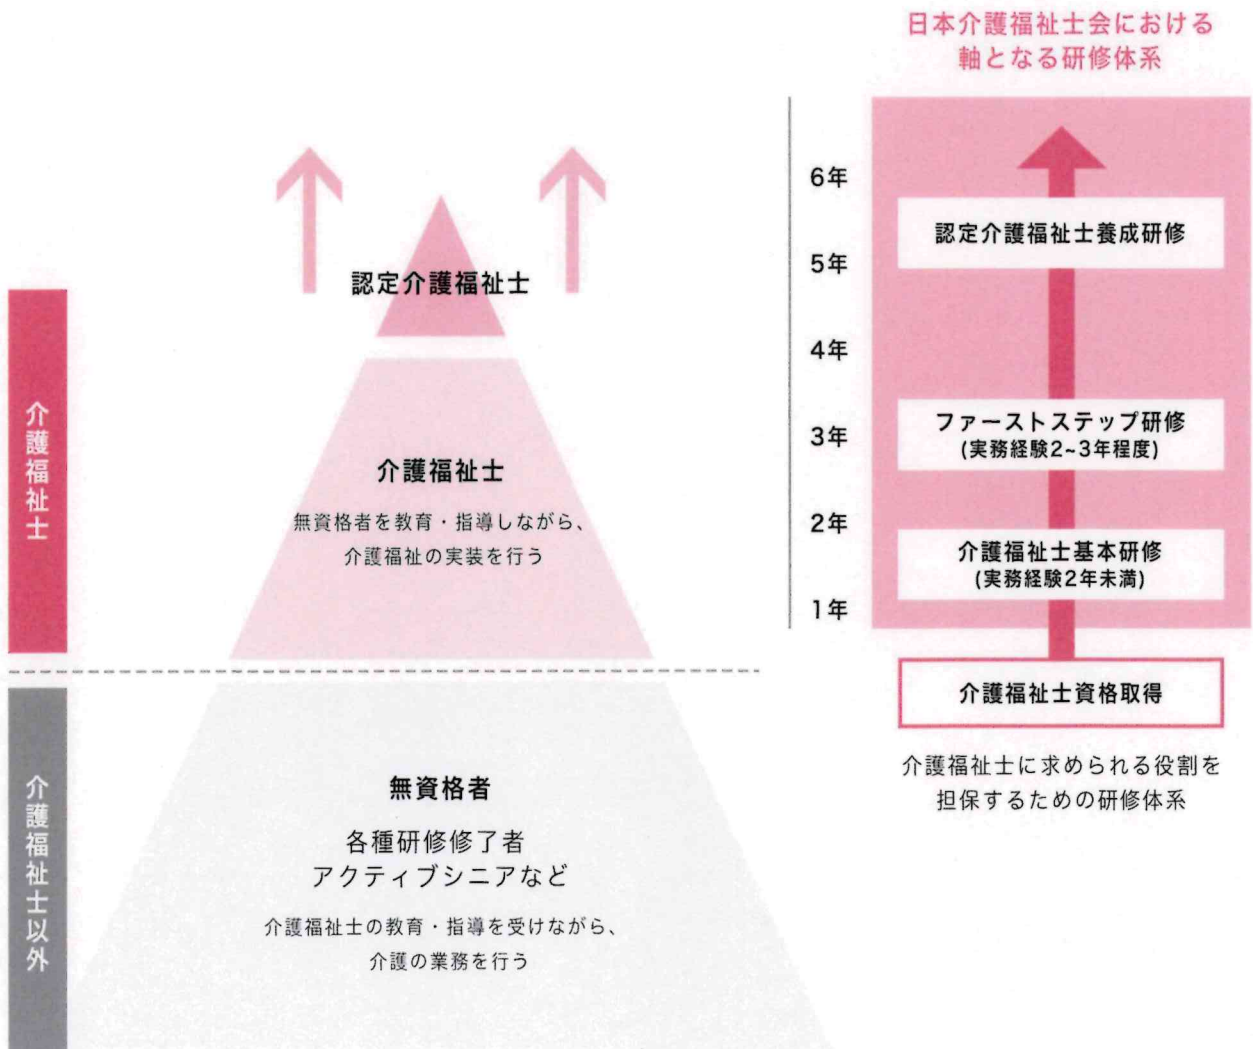 日本介護福祉士会における
軸となる研修体系
介護福祉士
介護福祉士以外
認定介護福祉士
介護福祉士
無資格者を教育・指導しながら、
介護福祉の実装を行う
無資格者
各種研修修了者
アクティブシニアなど
介護福祉士の教育・指導を受けながら、
介護の業務を行う
6年
5年
4年
3年
2年
1年
認定介護福祉士養成研修
ファーストステップ研修
(実務経験2~3年程度)
介護福祉士基本研修
(実務経験2年未満)
介護福祉士資格取得
介護福祉士に求められる役割を
担保するための研修体系